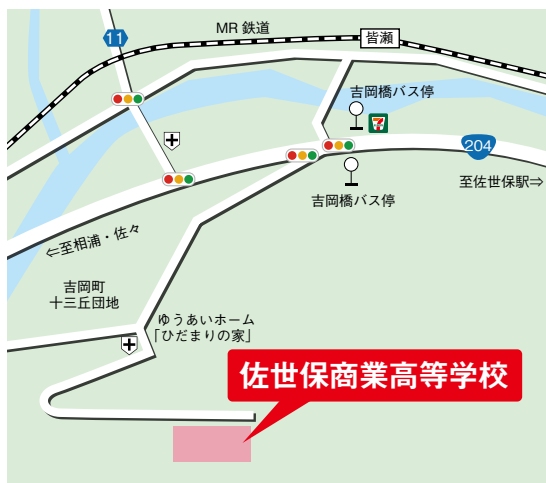 MR 鉄道
11
皆瀬
吉岡橋バス停
7
204
至佐世保駅⇒
吉岡橋バス停
⇐至相浦・佐々
吉岡町
十三丘団地
ゆうあいホーム
「ひだまりの家」
佐世保商業高等学校